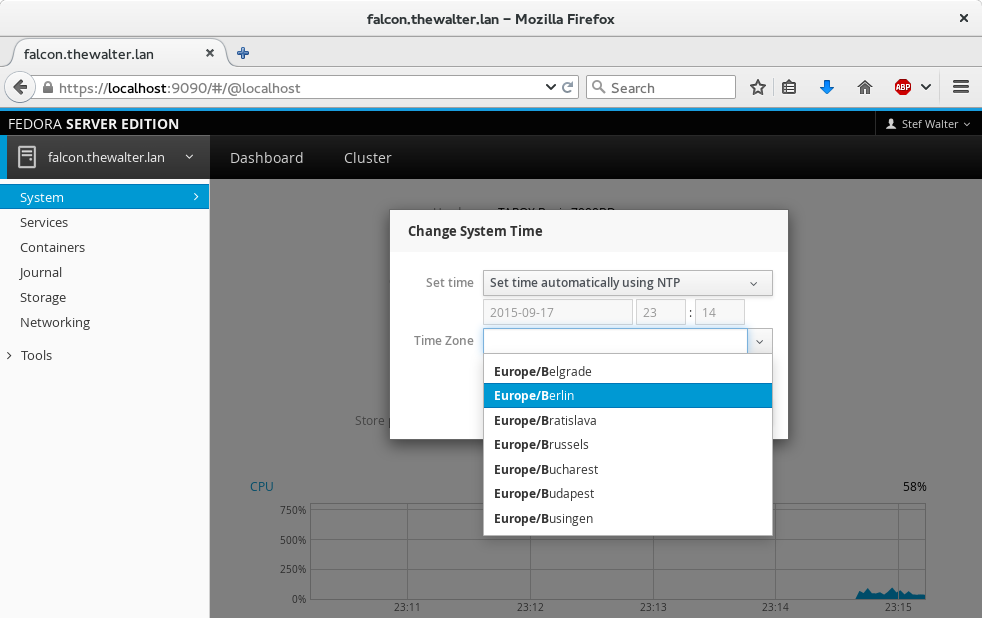 falcon.thewalter.lan – Mozilla Firefox
falcon.thewalter.lan
https://localhost:9090/#/@localhost
Search
ABP
FEDORA SERVER EDITION
Stef Walter
falcon.thewalter.lan
Dashboard
Cluster
System
Services
Containers
Journal
Storage
Networking
Tools
Change System Time
Set time
Set time automatically using NTP
2015-09-17
23
:
14
Time Zone
Europe/Belgrade
Europe/Berlin
Europe/Bratislava
Europe/Brussels
Europe/Bucharest
Europe/Budapest
Europe/Busingen
Store
CPU
58%
750%
500%
250%
0%
23:11
23:12
23:13
23:14
23:15